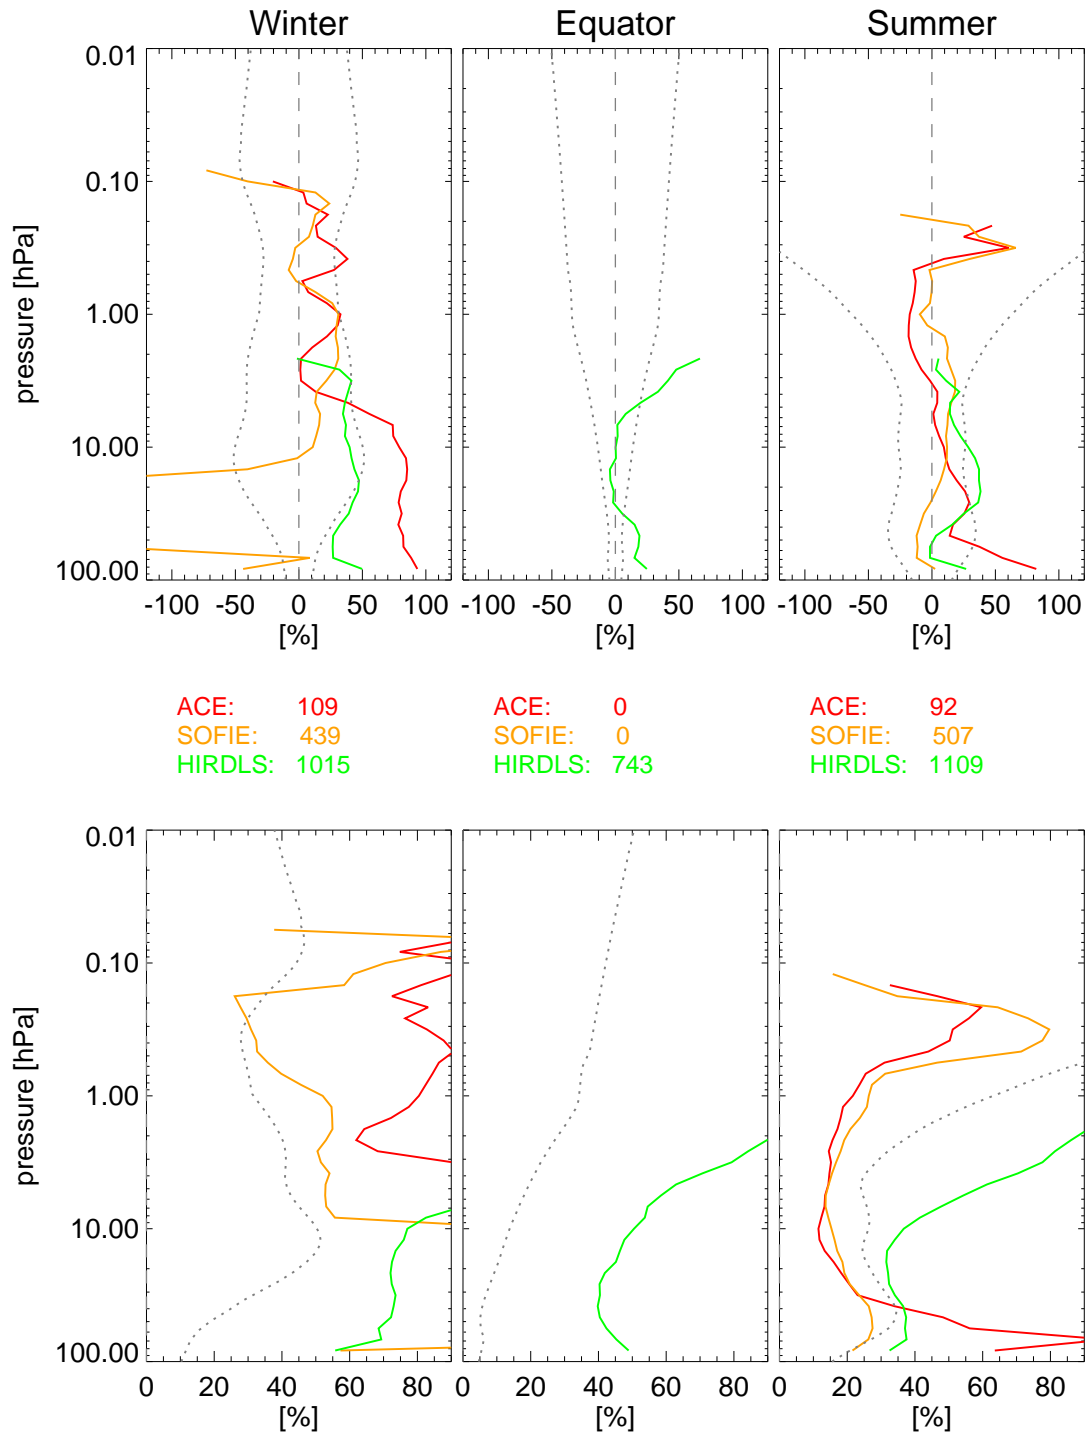 Winter Equator Summer
0.01
0.10
1.00
10.00
100.00
pressure [hPa]
-100 -50 0 50 100 -100 -50 0 50 100 -100 -50 0 50 100
[%] [%] [%]
ACE: 109 ACE: 0 ACE: 92
SOFIE: 439 SOFIE: 0 SOFIE: 507
HIRDLS: 1015 HIRDLS: 743 HIRDLS: 1109
0.01
0.10
1.00
10.00
100.00
pressure [hPa]
0 20 40 60 80 0 20 40 60 80 20 40 60 80
[%] [%] [%]